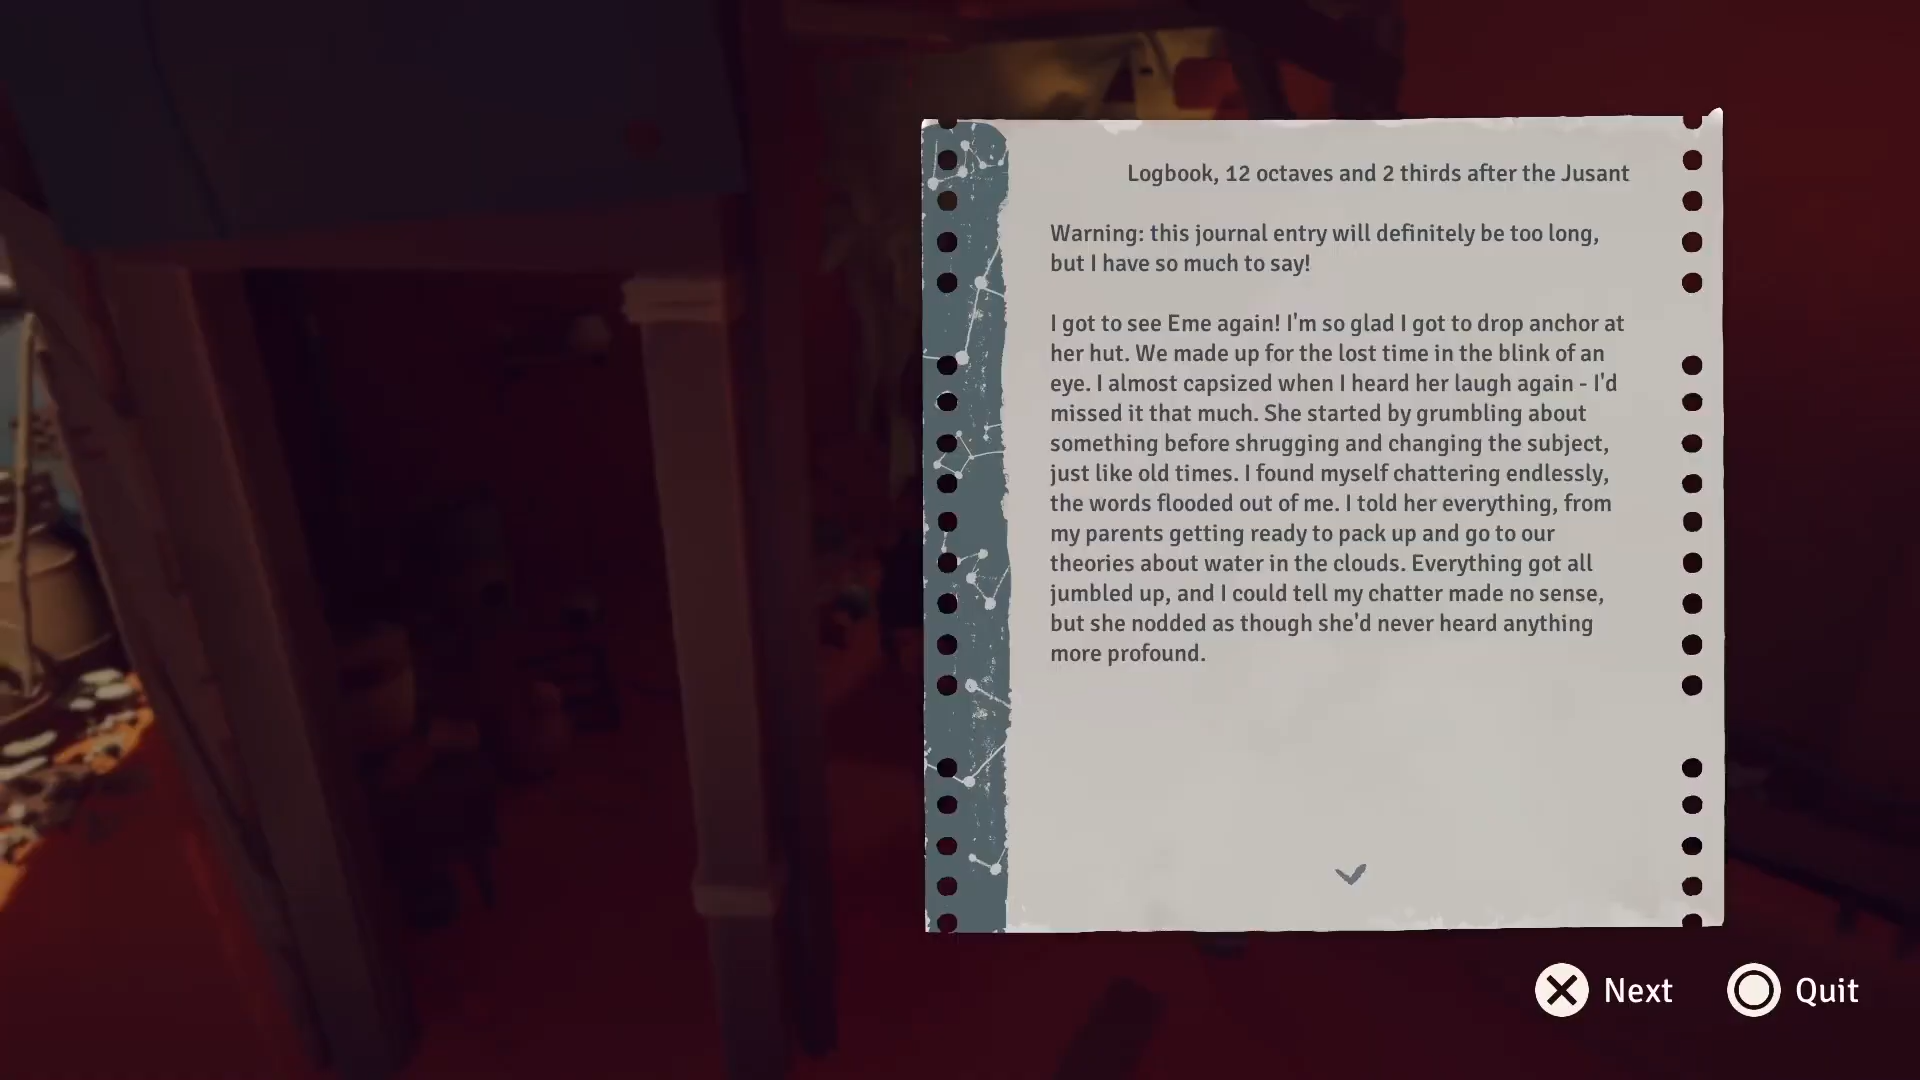 Logbook, 12 octaves and 2 thirds after the Jusant
Warning: this journal entry will definitely be too long,
but I have so much to say!
I got to see Eme again! I'm so glad I got to drop anchor at
her hut. We made up for the lost time in the blink of an
eye. I almost capsized when I heard her laugh again - I'd
missed it that much. She started by grumbling about
something before shrugging and changing the subject,
just like old times. I found myself chattering endlessly,
the words flooded out of me. I told her everything, from
my parents getting ready to pack up and go to our
theories about water in the clouds. Everything got all
jumbled up, and I could tell my chatter made no sense,
but she nodded as though she'd never heard anything
more profound.
Next
Quit